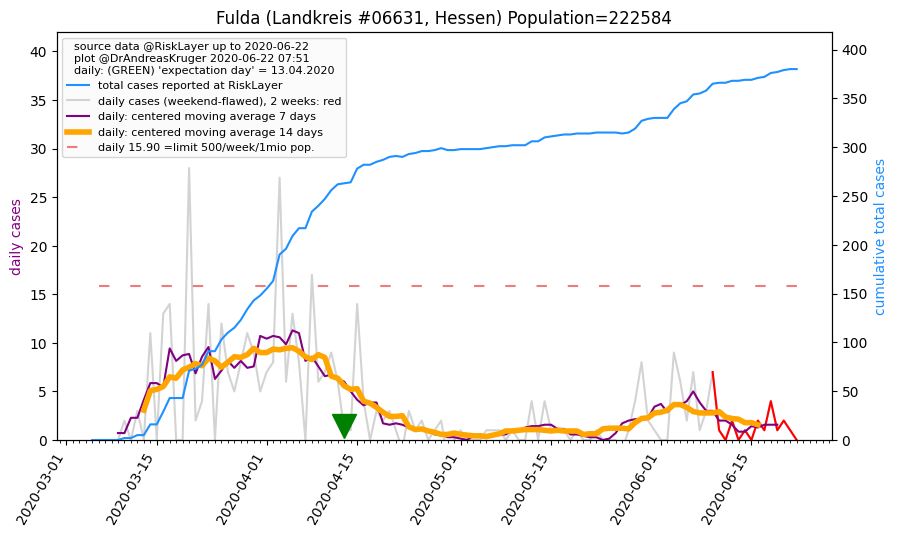 Fulda (Landkreis #06631, Hessen) Population=222584
source data @RiskLayer up to 2020-06-22
plot @DrAndreasKruger 2020-06-22 07:51
daily: (GREEN) 'expectation day' = 13.04.2020
total cases reported at RiskLayer
daily cases (weekend-flawed), 2 weeks: red
daily: centered moving average 7 days
daily: centered moving average 14 days
daily 15.90 =limit 500/week/1mio pop.
daily cases
40
35
30
25
20
15
10
5
0
cumulative total cases
400
350
300
250
200
150
100
50
0
2020-03-01
2020-03-15
2020-04-01
2020-04-15
2020-05-01
2020-05-15
2020-06-01
2020-06-15